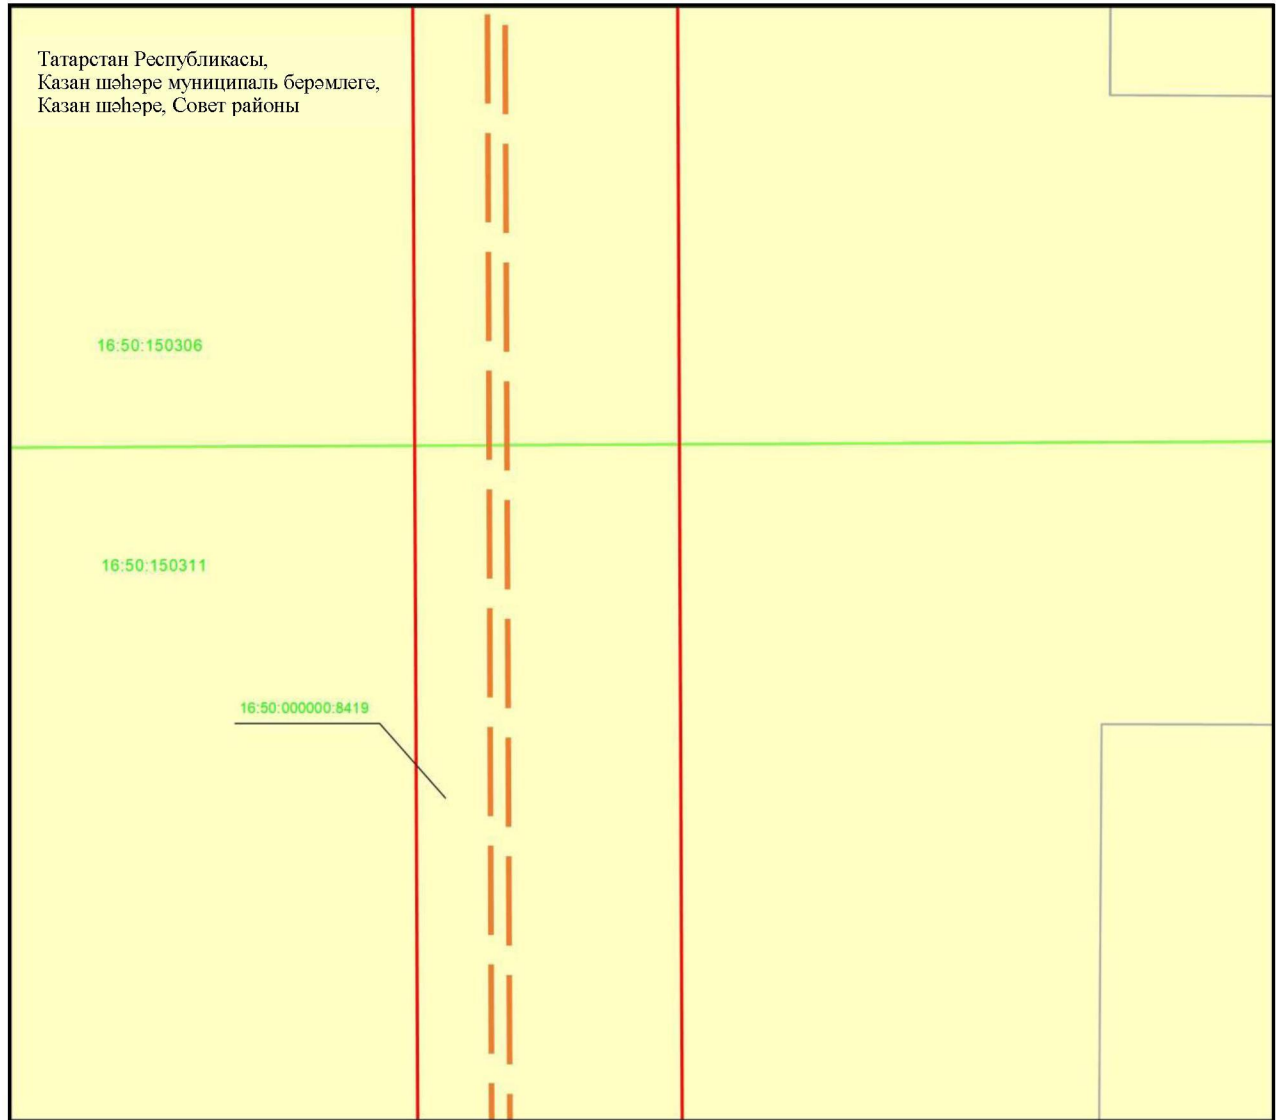 Татарстан Республикасы,
Казан шәһәре муниципаль берәмлеге,
Казан шәһәре, Совет районы
16:50:150306
16:50:150311
16:50:000000:8419